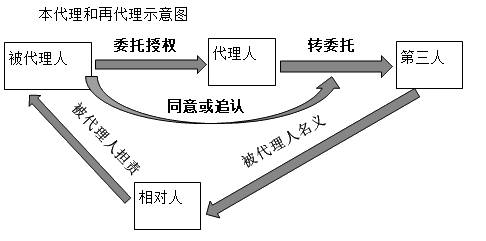 本代理和再代理示意图
被代理人
委托授权
代理人
转委托
第三人
同意或追认
被代理人担责
被代理人名义
相对人